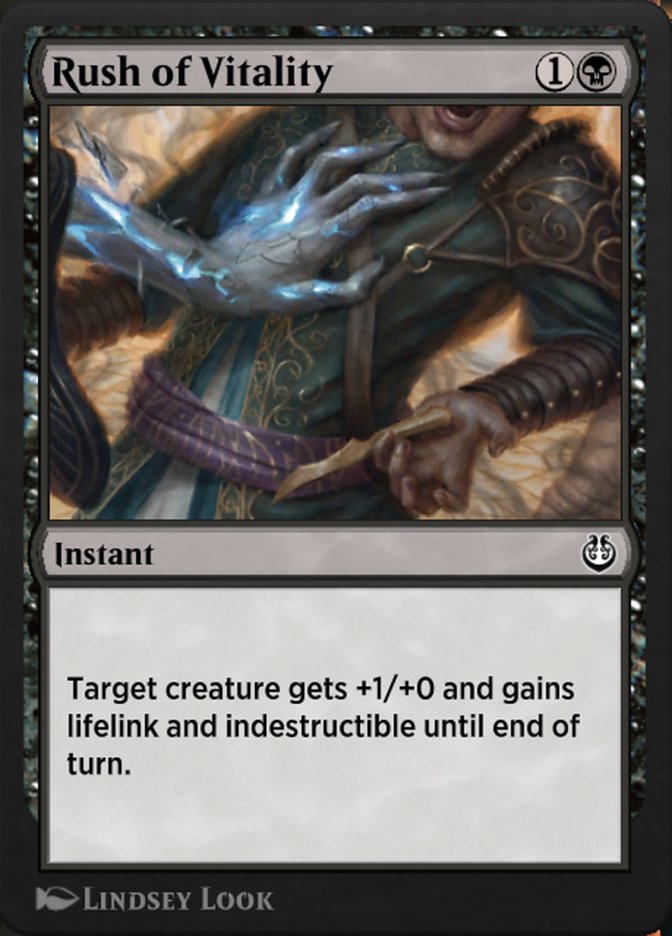 Rush of Vitality 1
Instant
Target creature gets +1/+0 and gains
lifelink and indestructible until end of
turn.
Lindsey Look